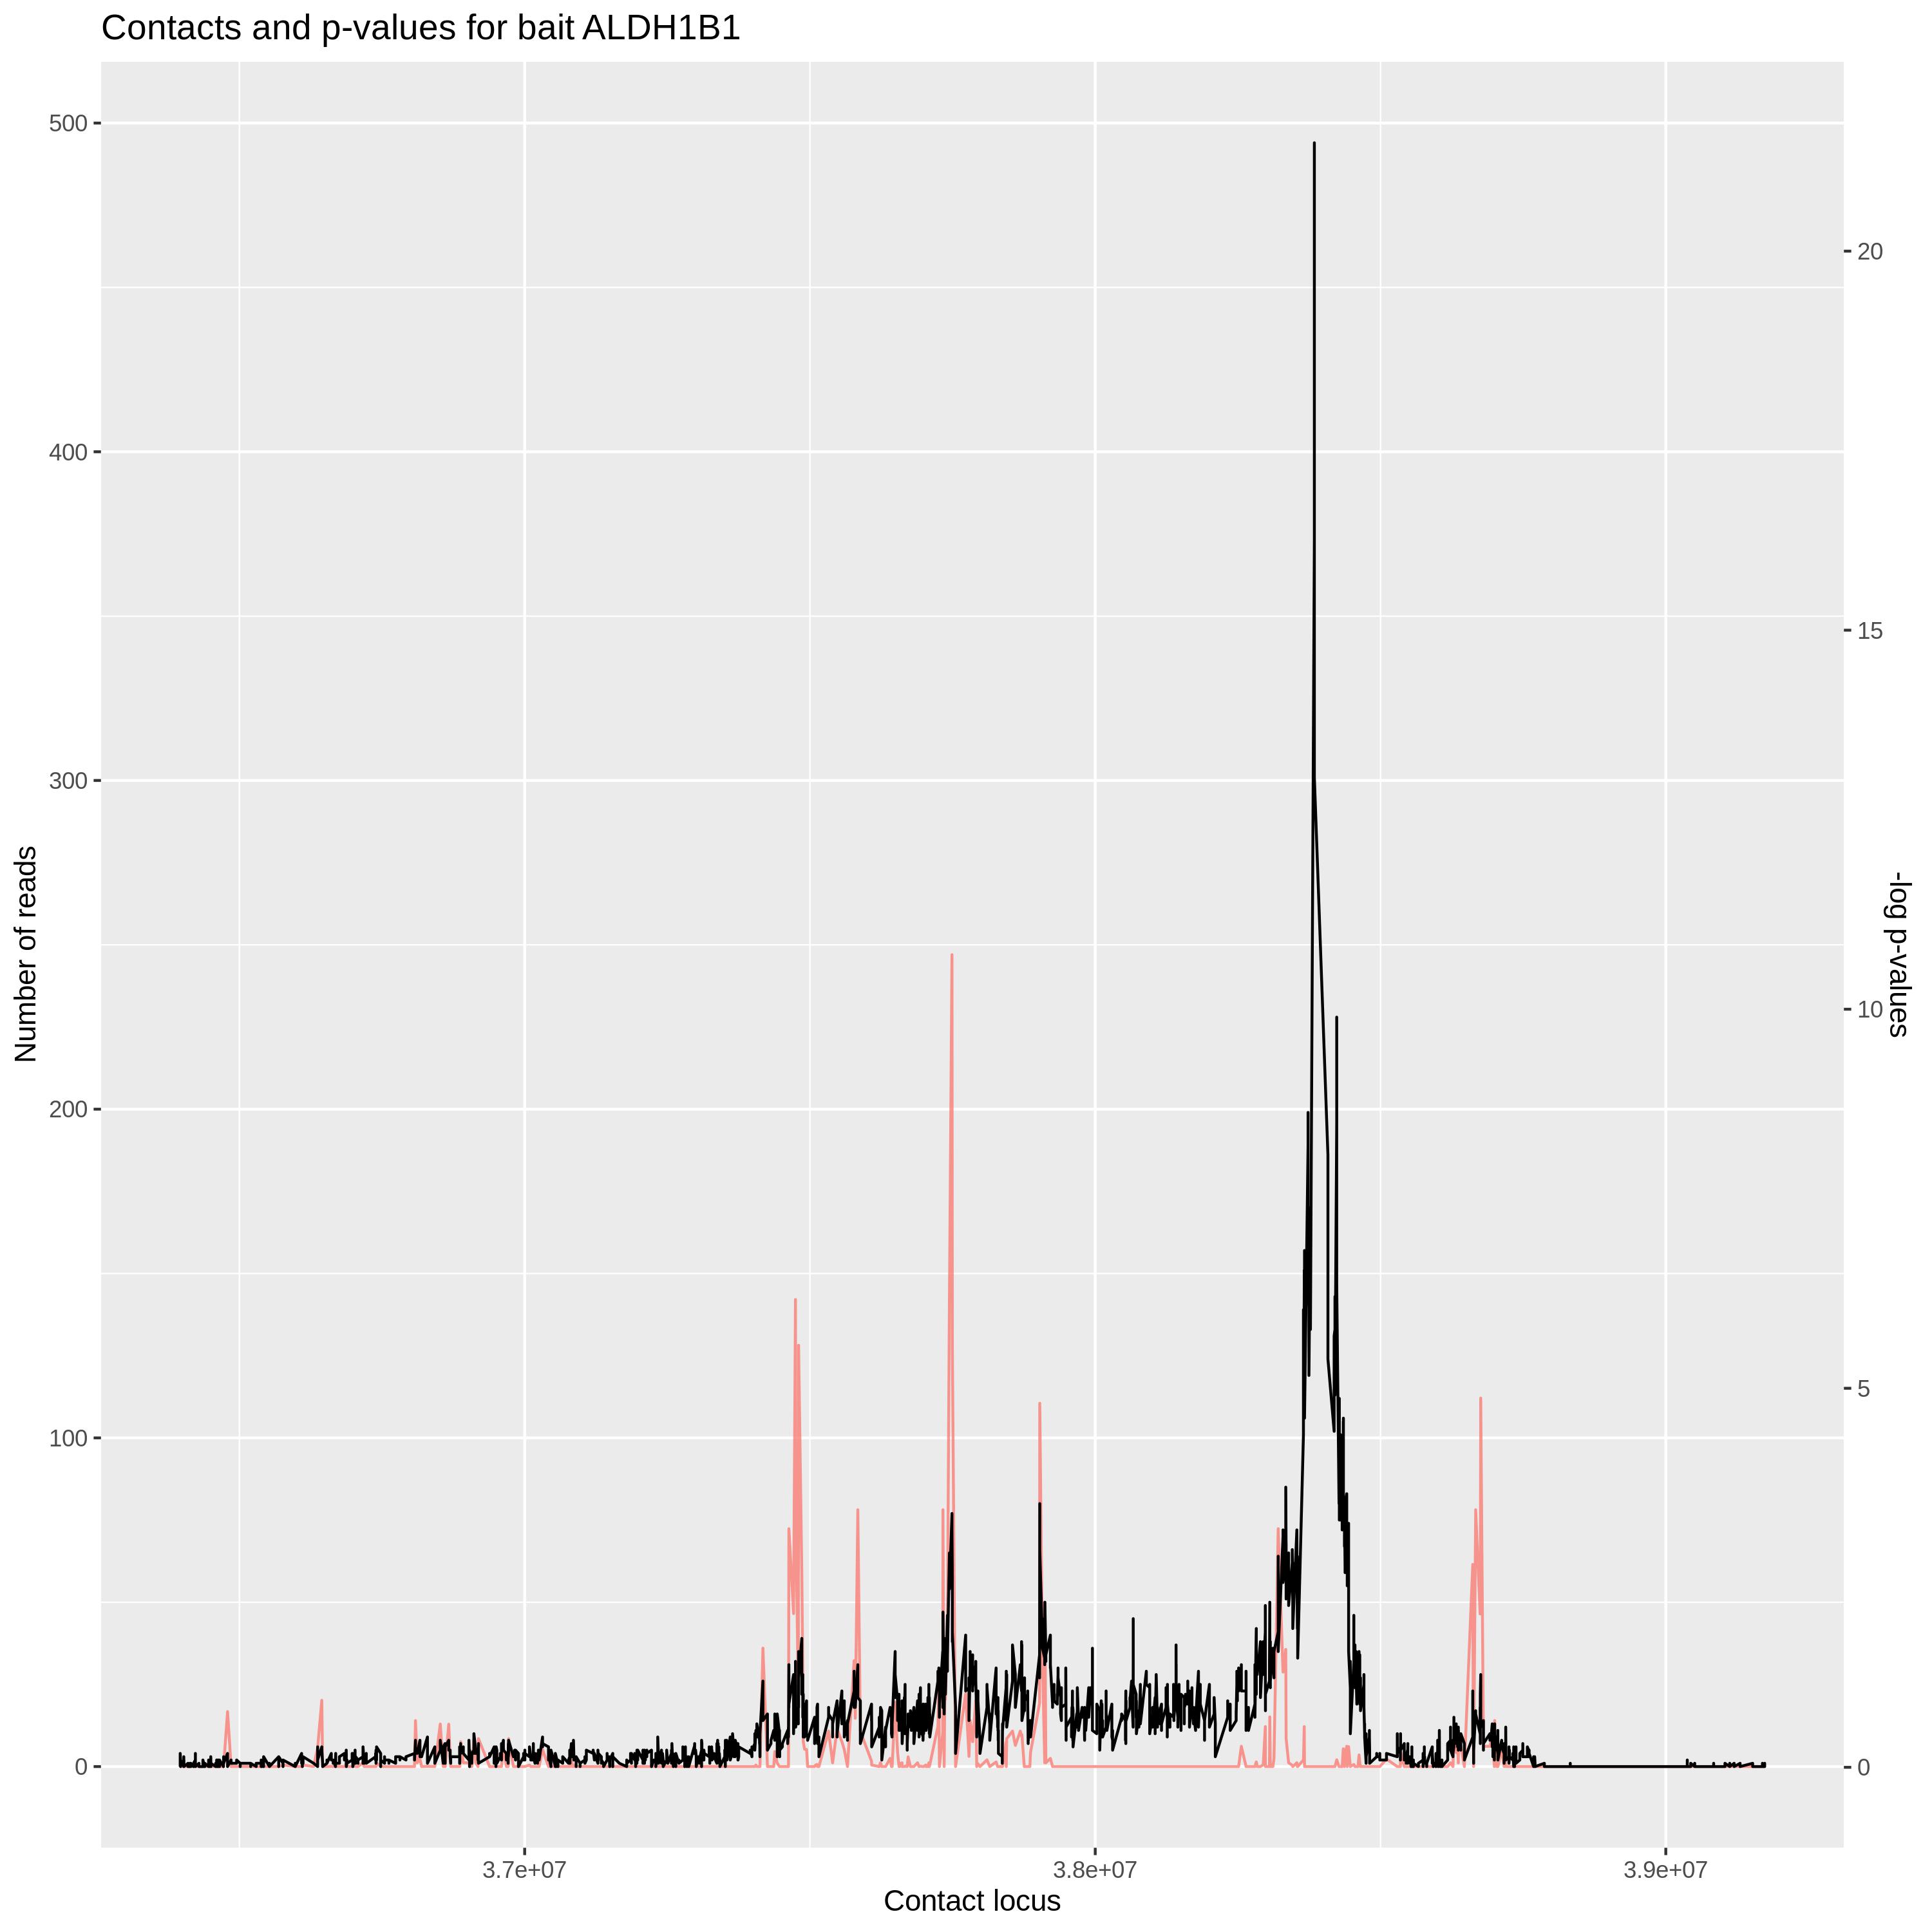 Contacts and p-values for bait ALDH1B1
500
400
300
200
100
0
Number of reads
20
15
10
5
0
-log p-values
3.7e+07
3.8e+07
3.9e+07
Contact locus